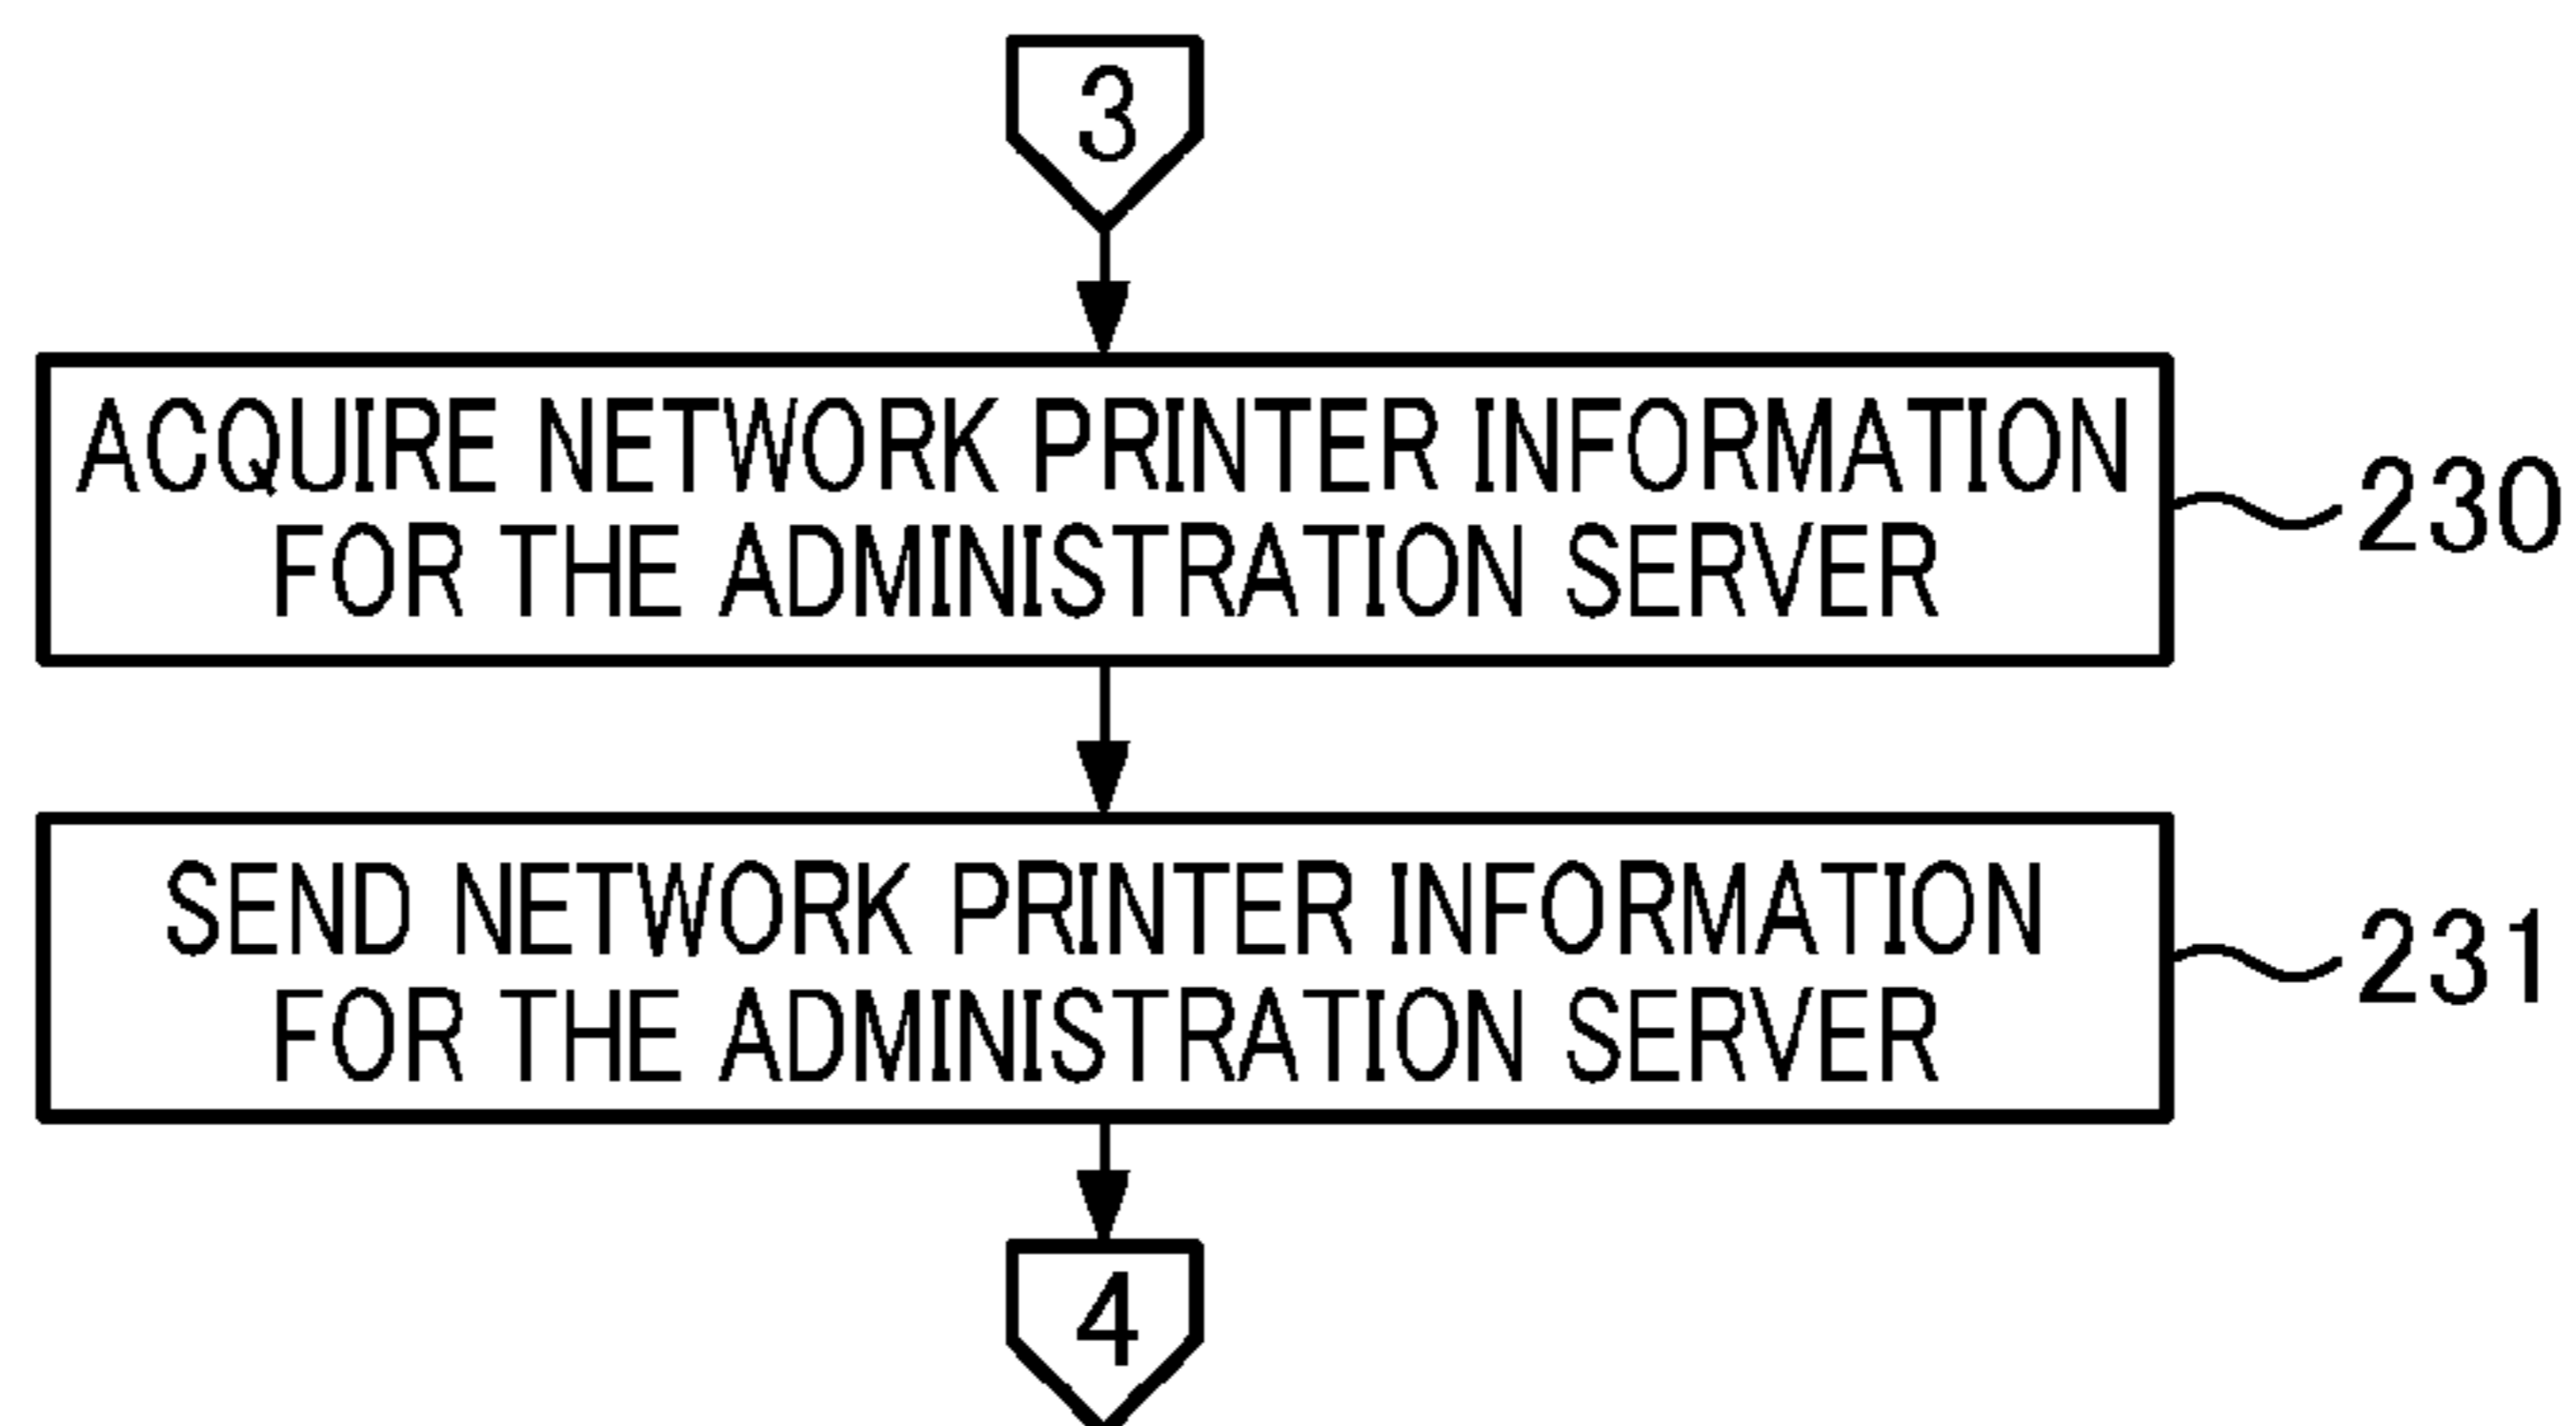 3
ACQUIRE NETWORK PRINTER INFORMATION
FOR THE ADMINISTRATION SERVER
230
SEND NETWORK PRINTER INFORMATION
FOR THE ADMINISTRATION SERVER
231
4